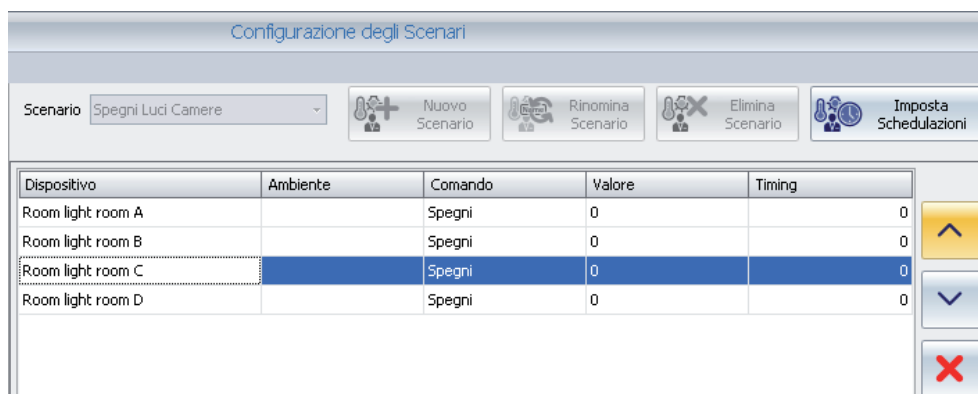 Configurazione degli Scenari
Scenario Spegni Luci Camere Nuovo Scenario Rinomina Scenario Elimina Scenario Imposta Schedulazioni
Dispositivo Ambiente Comando Valore Timing
Room light room A Spegni 0 0
Room light room B Spegni 0 0
Room light room C Spegni 0 0
Room light room D Spegni 0 0